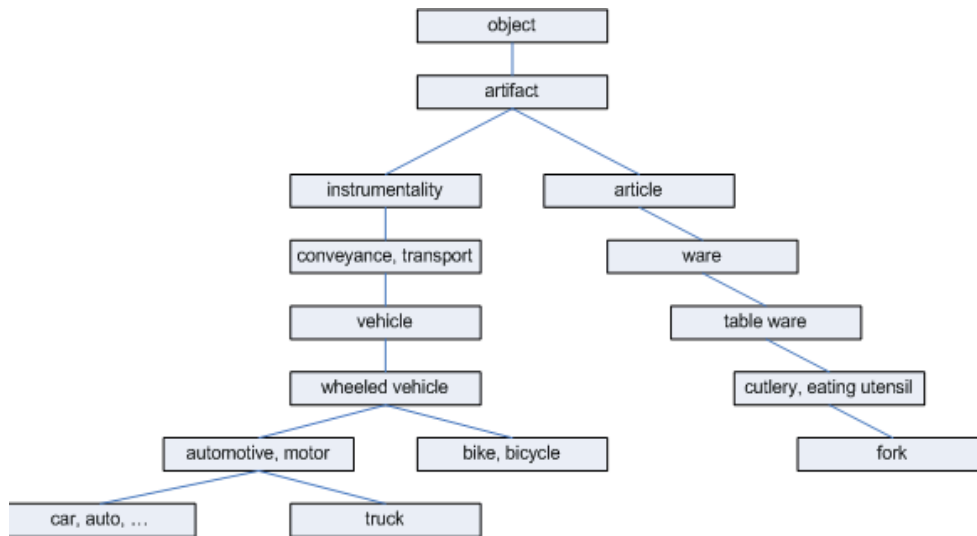 object
artifact
instrumentality
article
conveyance, transport
ware
vehicle
table ware
wheeled vehicle
cutlery, eating utensil
automotive, motor
bike, bicycle
fork
car, auto, …
truck